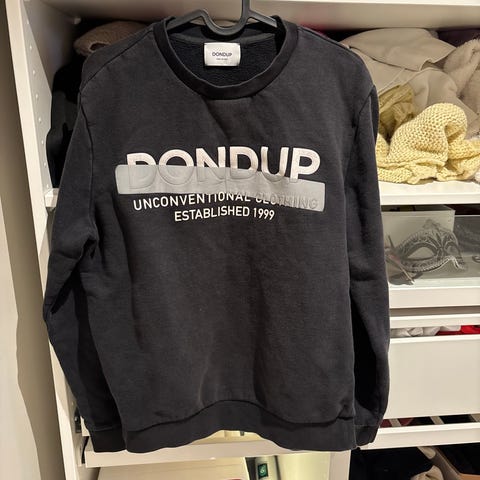 DONDUP
DONDUP
UNCONVENTIONAL CLOTHING
ESTABLISHED 1999